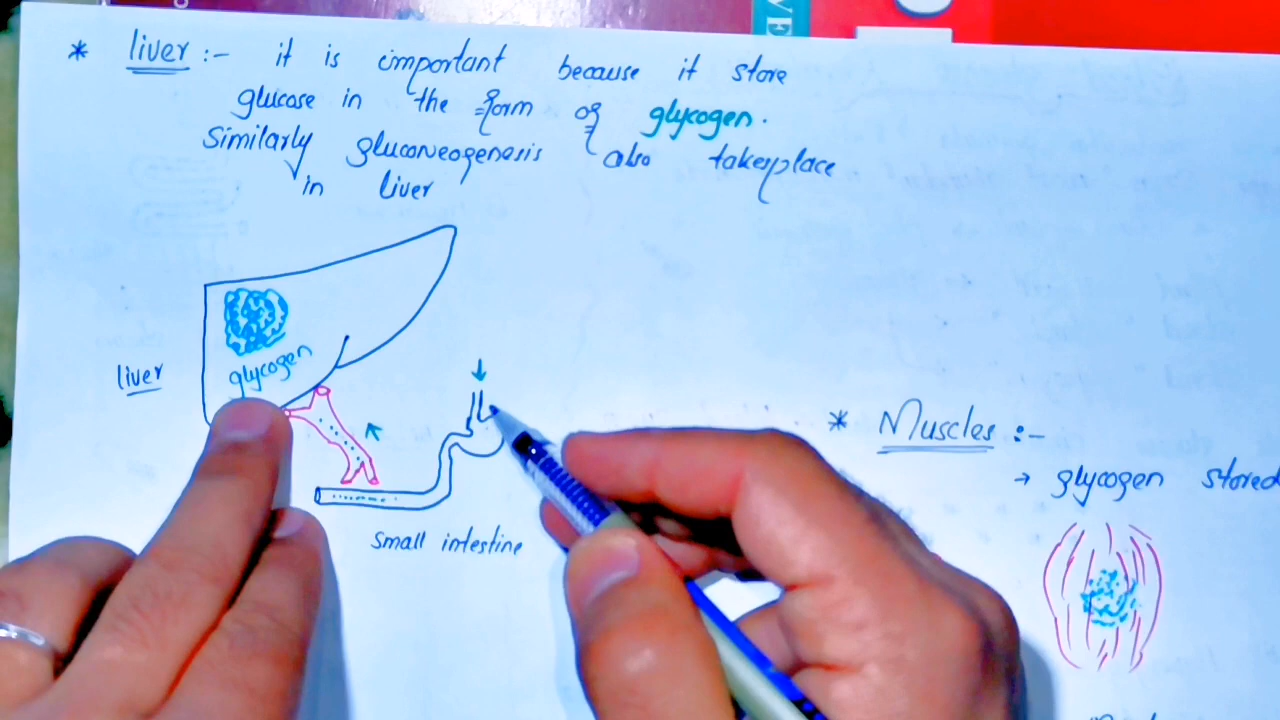 * liver :- it is important because it store
glucose in the form of glycogen.
Similarly gluconeogenesis also takesplace
in liver
glycogen
liver
small intestine
* Muscles :-
→ glycogen stored